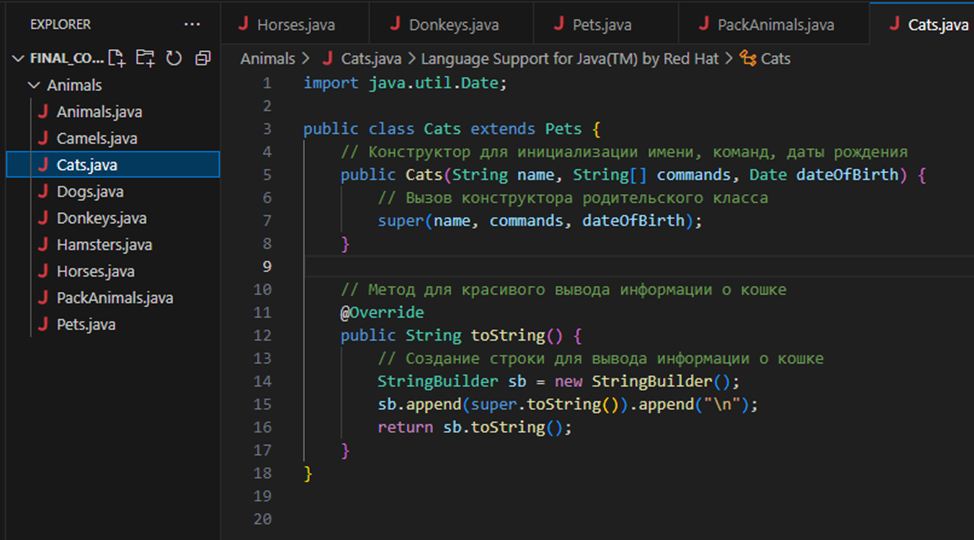 EXPLORER ...
Horses.java Donkeys.java Pets.java PackAnimals.java Cats.java
FINAL_CO...
Animals
Animals.java
Camels.java
Cats.java
Dogs.java
Donkeys.java
Hamsters.java
Horses.java
PackAnimals.java
Pets.java
Animals > Cats.java > Language Support for Java(TM) by Red Hat > Cats
1 import java.util.Date;
2
3 public class Cats extends Pets {
4 // Конструктор для инициализации имени, команд, даты рождения
5 public Cats(String name, String[] commands, Date dateOfBirth) {
6 // Вызов конструктора родительского класса
7 super(name, commands, dateOfBirth);
8 }
9
10 // Метод для красивого вывода информации о кошке
11 @Override
12 public String toString() {
13 // Создание строки для вывода информации о кошке
14 StringBuilder sb = new StringBuilder();
15 sb.append(super.toString()).append("\n");
16 return sb.toString();
17 }
18 }
19
20